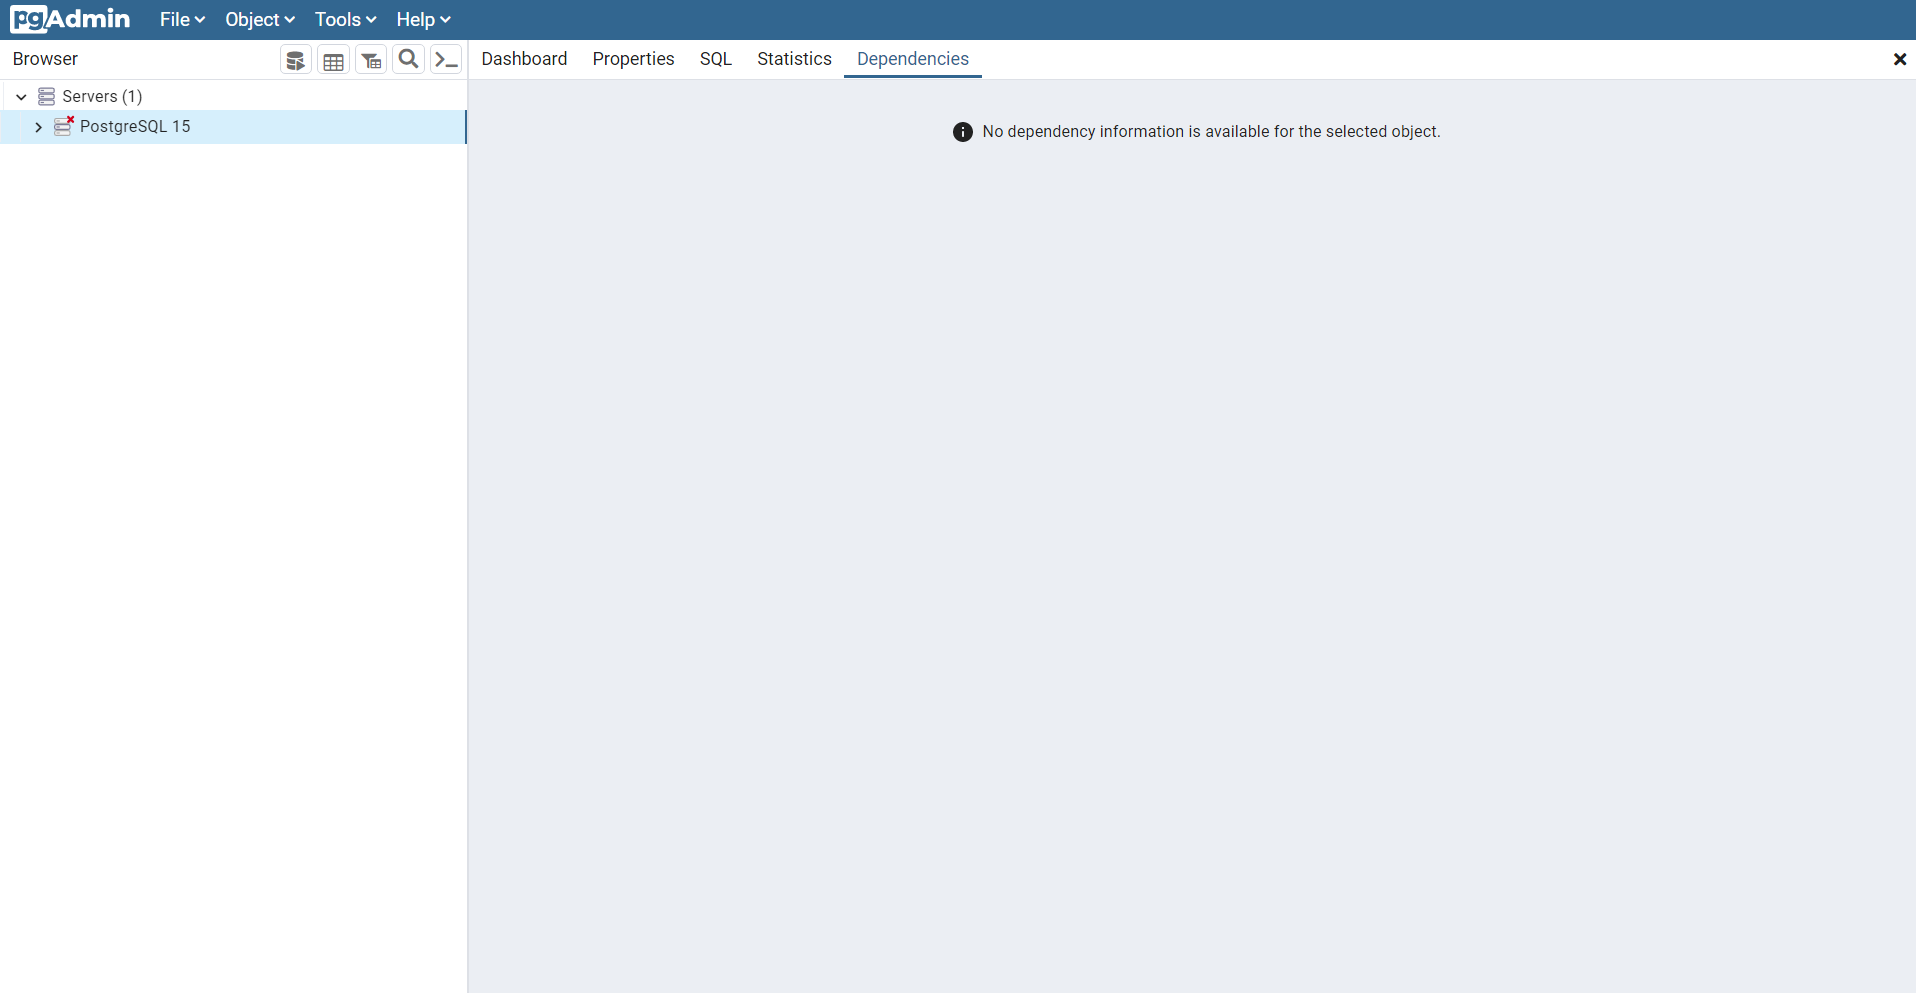 pgAdmin File Object Tools Help
Browser
Dashboard Properties SQL Statistics Dependencies
Servers (1)
PostgreSQL 15
No dependency information is available for the selected object.